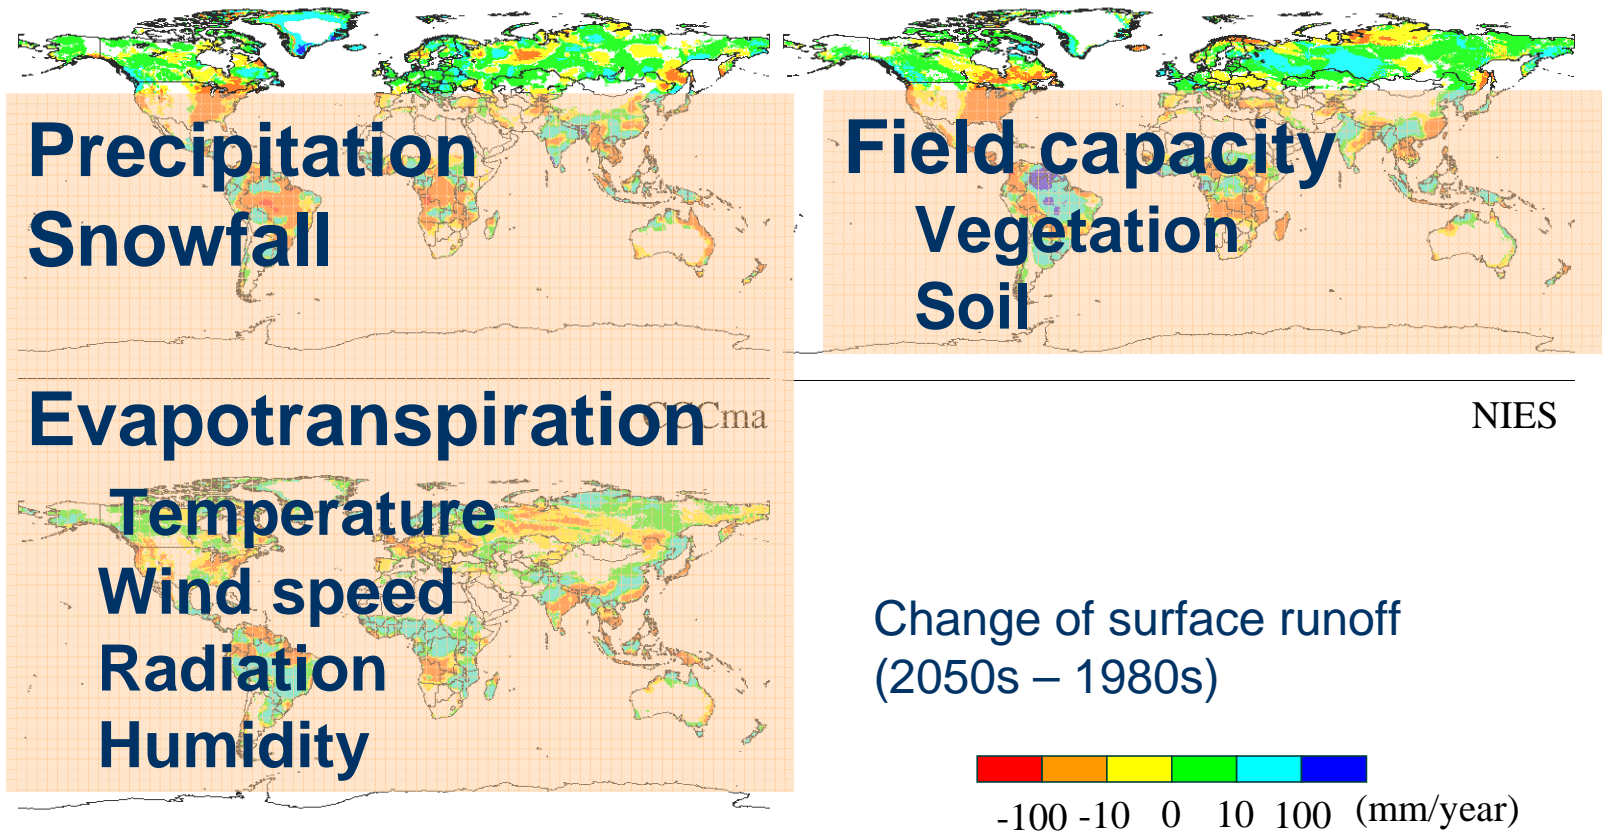 Precipitation
Snowfall
Field capacity
Vegetation
Soil
Evapotranspiration
CCCma
NIES
Temperature
Wind speed
Radiation
Humidity
Change of surface runoff
(2050s – 1980s)
-100 -10 0 10 100 (mm/year)